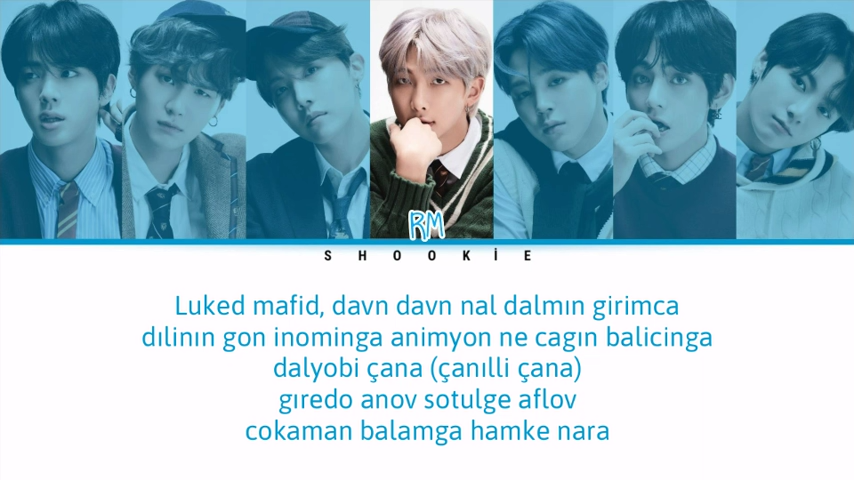 RM
S H O O K İ E
Luked mafid, davn davn nal dalmın girimca
dılinın gon inominga animyon ne cagın balicinga
dalyobi çana (çanılli çana)
gıredo anov sotulge aflov
cokaman balamga hamke nara